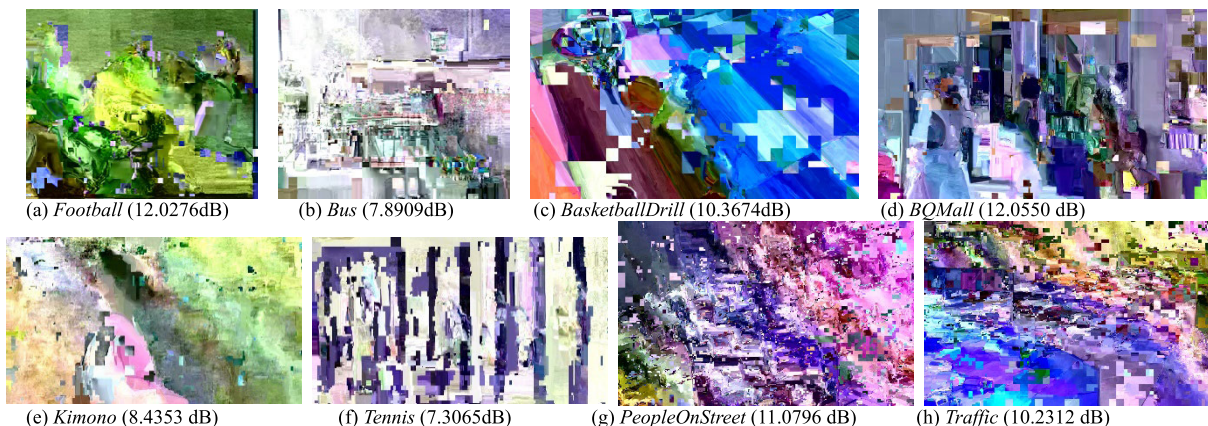 (a) Football (12.0276dB)
(b) Bus (7.8909dB)
(c) BasketballDrill (10.3674dB)
(d) BQMall (12.0550 dB)
(e) Kimono (8.4353 dB)
(f) Tennis (7.3065dB)
(g) PeopleOnStreet (11.0796 dB)
(h) Traffic (10.2312 dB)